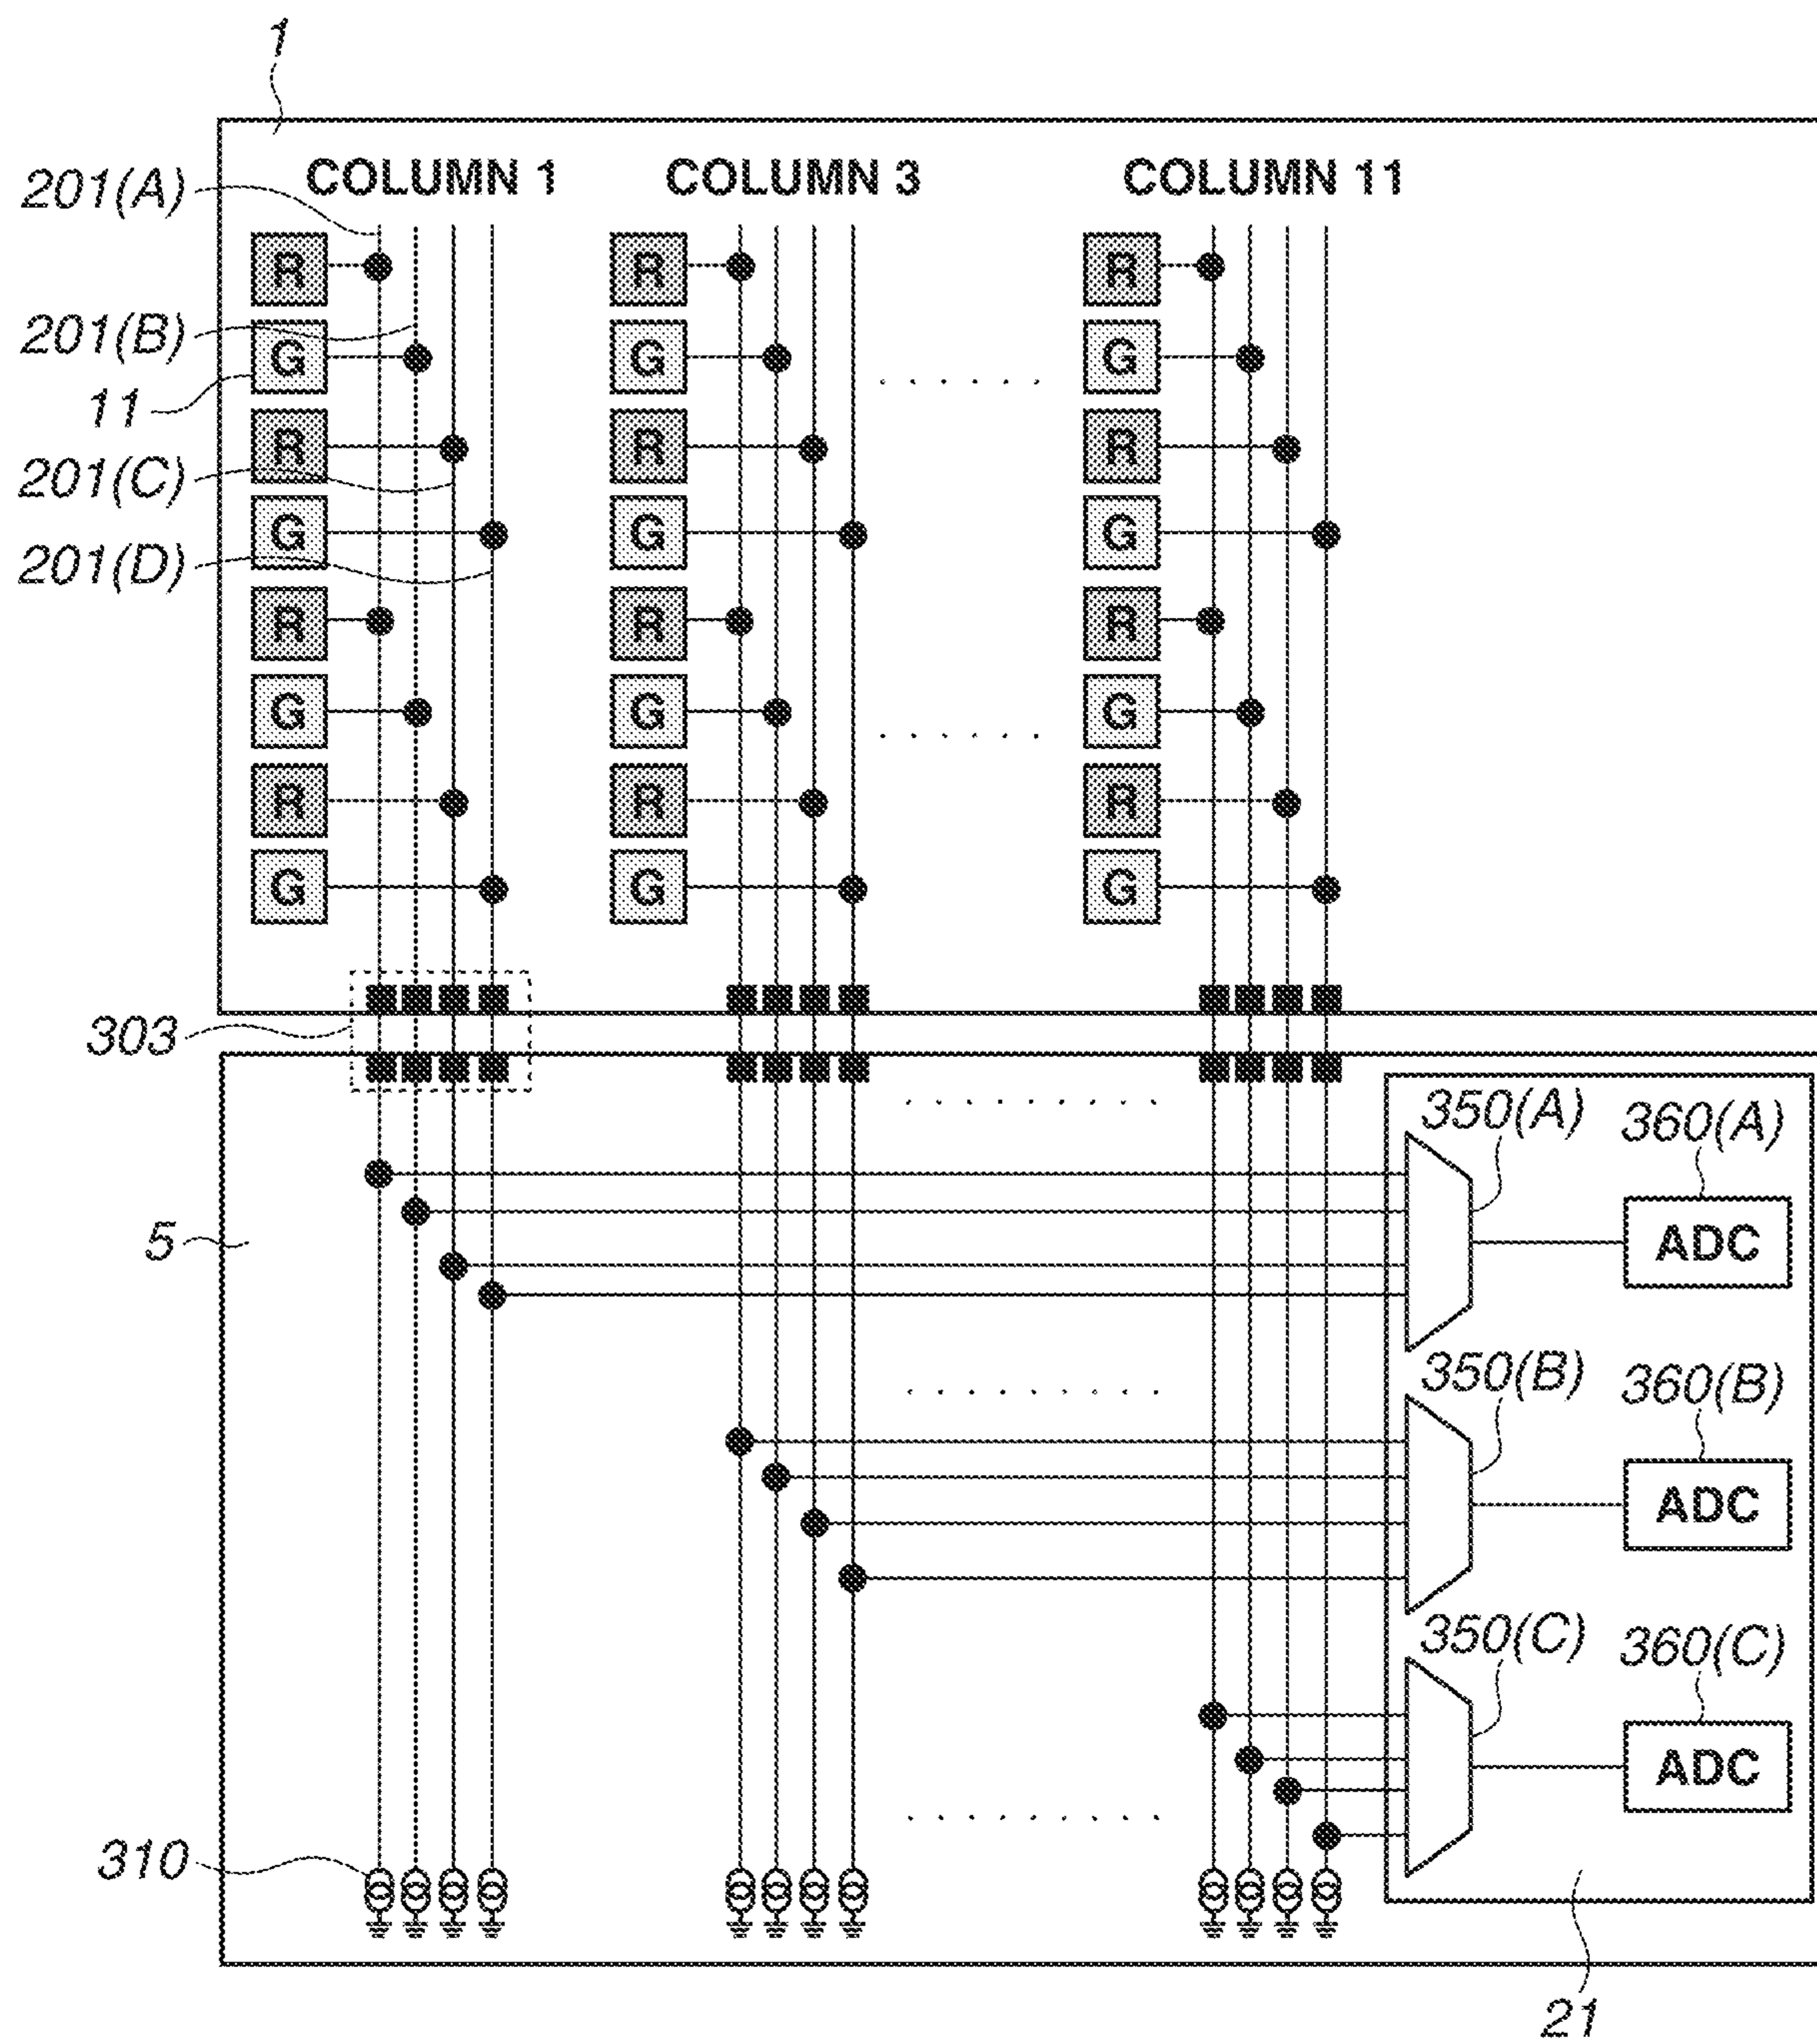 1
COLUMN 1 COLUMN 3 COLUMN 11
201(A)
R R R
201(B)
G G G
11
R R R
201(C)
G G G
201(D)
R R R
G G G
R R R
G G G
303
350(A) 360(A)
5
ADC
350(B) 360(B)
ADC
350(C) 360(C)
ADC
310
21